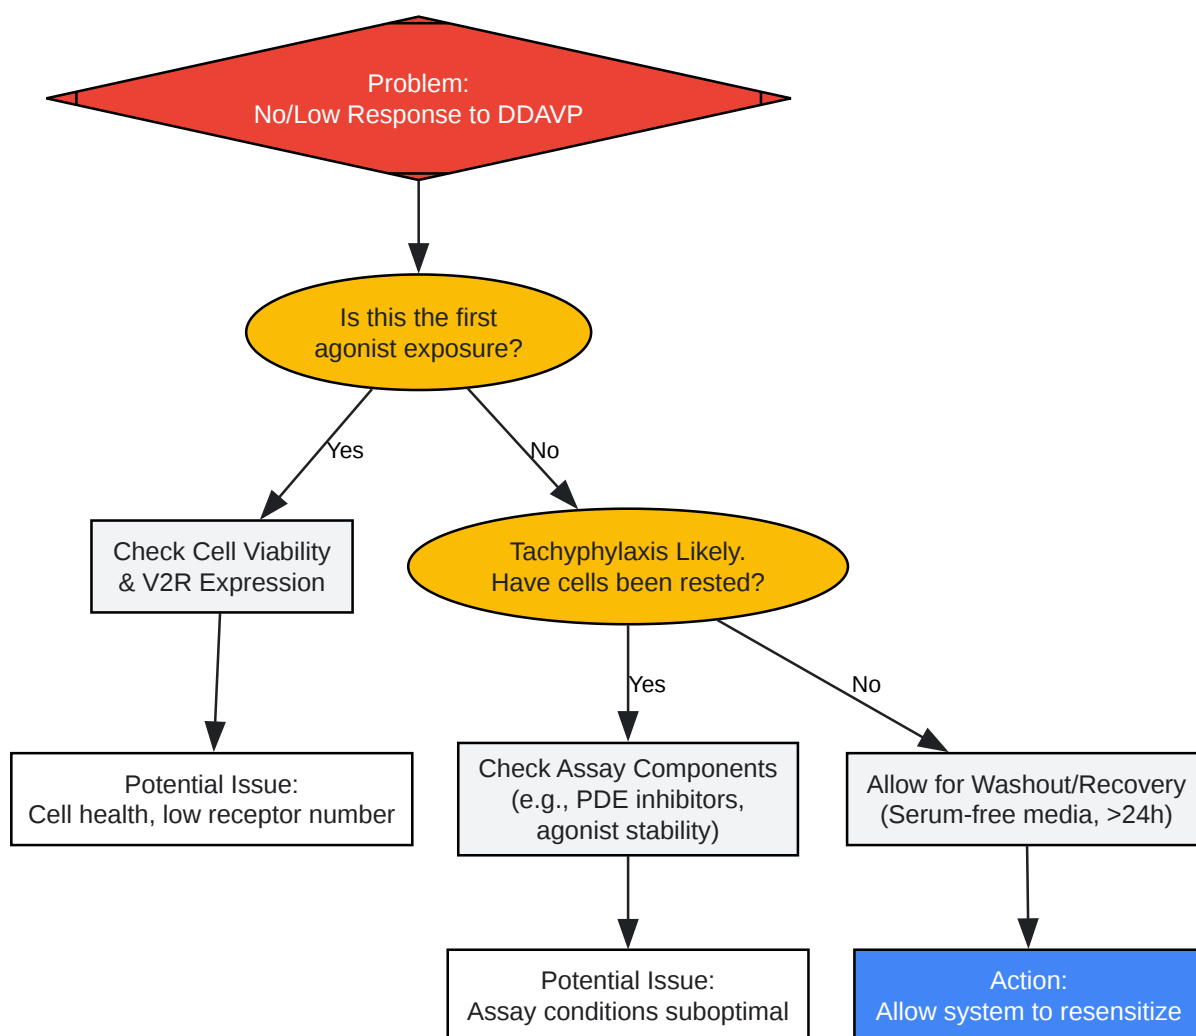 Problem:
No/Low Response to DDAVP
Is this the first
agonist exposure?
Yes
No
Check Cell Viability
& V2R Expression
Tachyphylaxis Likely.
Have cells been rested?
Yes
No
Potential Issue:
Cell health, low receptor number
Check Assay Components
(e.g., PDE inhibitors,
agonist stability)
Allow for Washout/Recovery
(Serum-free media, >24h)
Potential Issue:
Assay conditions suboptimal
Action:
Allow system to resensitize